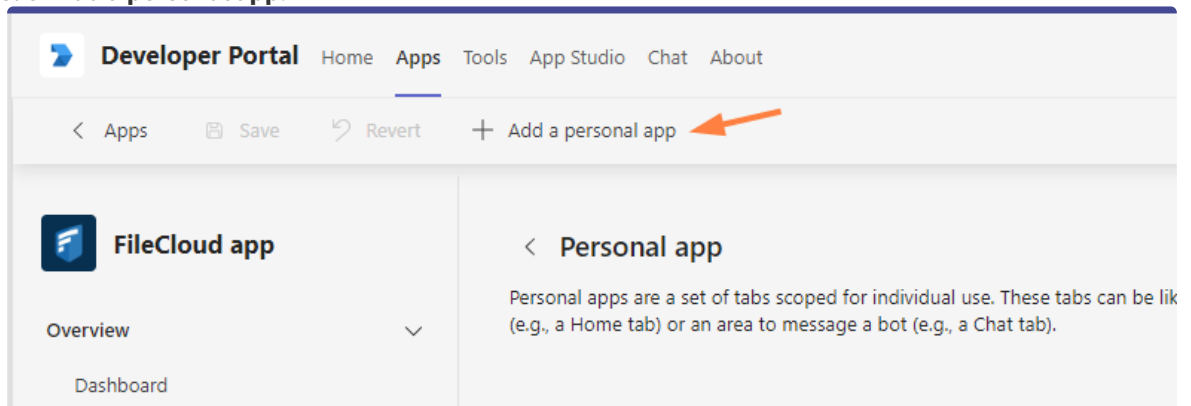 Developer Portal Home Apps Tools App Studio Chat About
Apps Save Revert + Add a personal app
FileCloud app
Personal app
Personal apps are a set of tabs scoped for individual use. These tabs can be lik
(e.g., a Home tab) or an area to message a bot (e.g., a Chat tab).
Overview
Dashboard